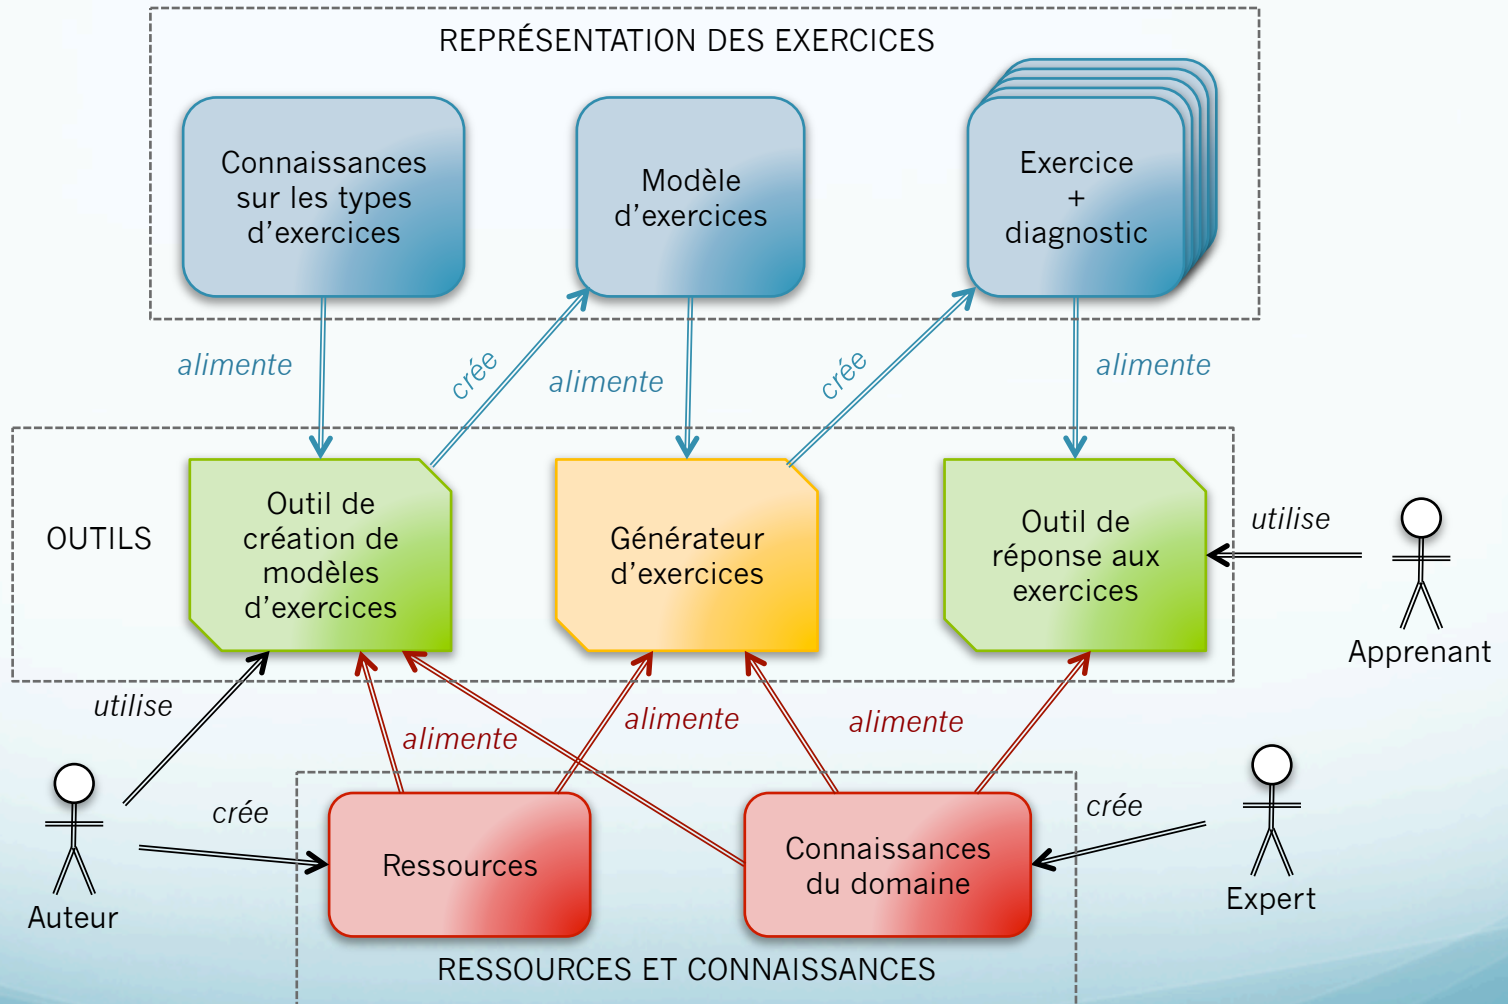 REPRÉSENTATION DES EXERCICES
Connaissances
sur les types
d’exercices
Modèle
d’exercices
Exercice
+
diagnostic
alimente
crée
alimente
crée
alimente
OUTILS
Outil de
création de
modèles
d’exercices
Générateur
d’exercices
Outil de
réponse aux
exercices
utilise
Apprenant
utilise
alimente
alimente
alimente
crée
Auteur
Ressources
Connaissances
du domaine
crée
Expert
RESSOURCES ET CONNAISSANCES